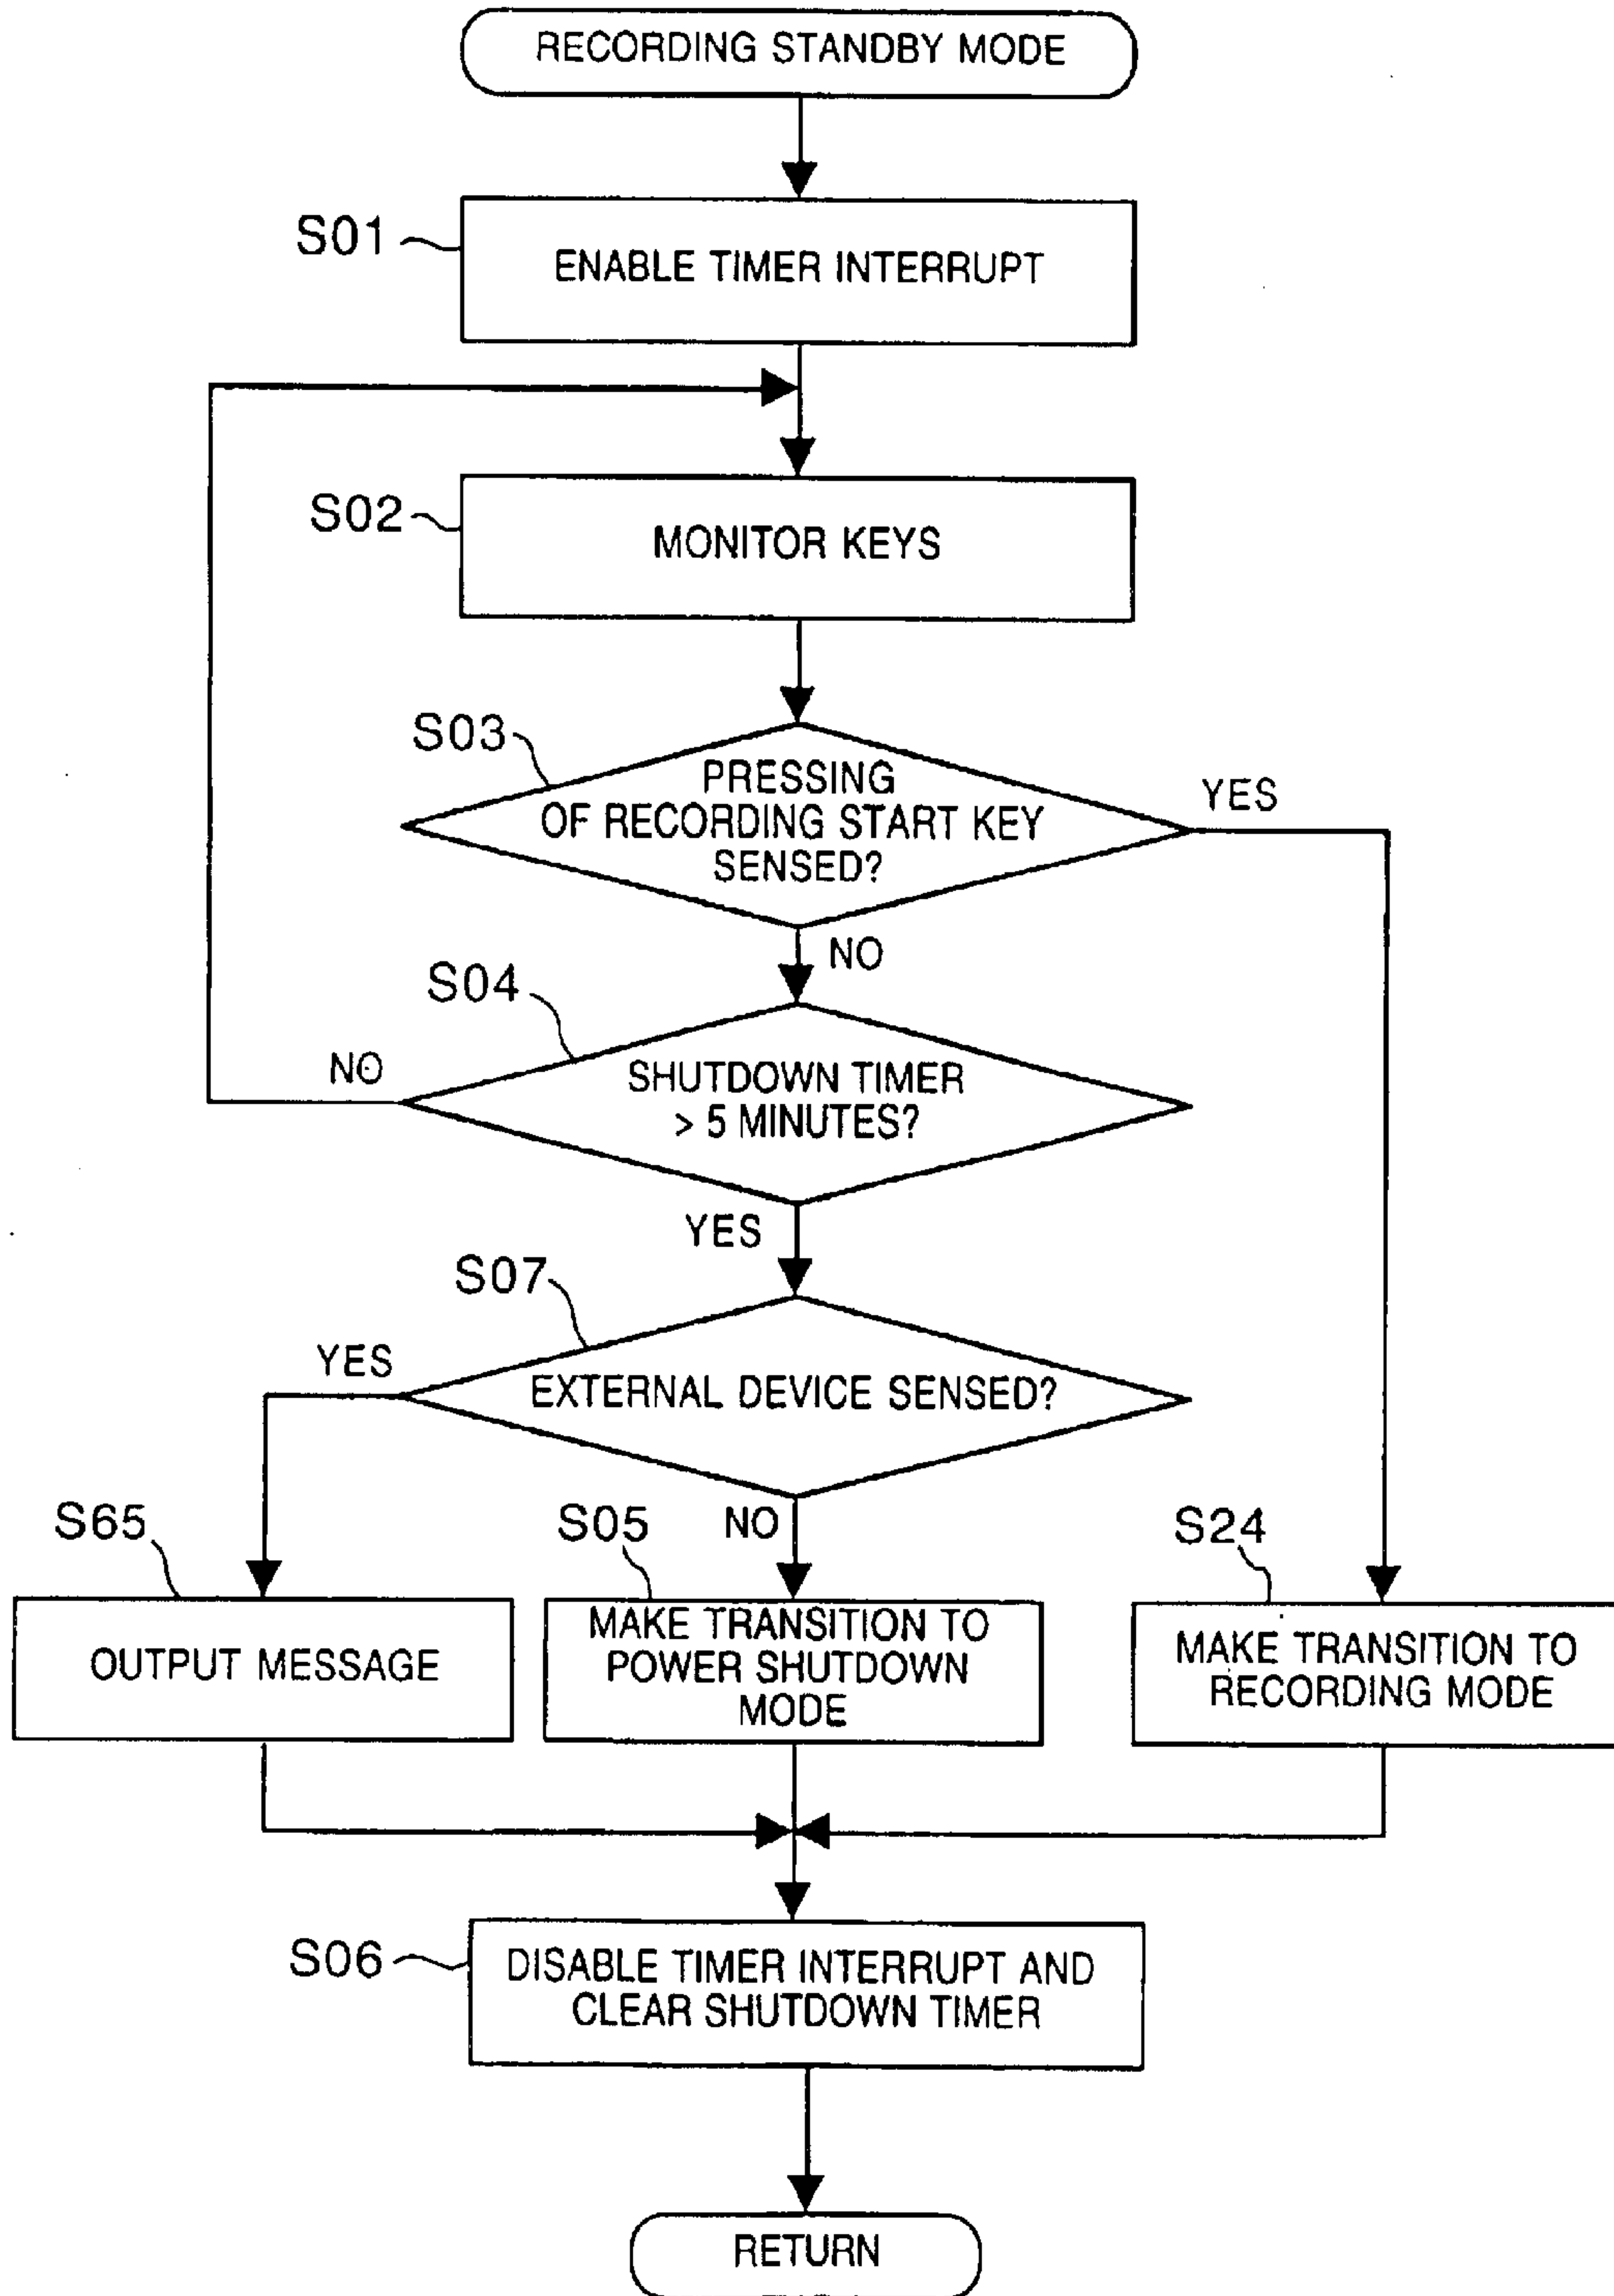 RECORDING STANDBY MODE
S01
ENABLE TIMER INTERRUPT
S02
MONITOR KEYS
S03
PRESSING
OF RECORDING START KEY
SENSED?
YES
NO
S04
SHUTDOWN TIMER
> 5 MINUTES?
NO
YES
S07
EXTERNAL DEVICE SENSED?
YES
NO
S65
OUTPUT MESSAGE
S05
MAKE TRANSITION TO
POWER SHUTDOWN
MODE
S24
MAKE TRANSITION TO
RECORDING MODE
S06
DISABLE TIMER INTERRUPT AND
CLEAR SHUTDOWN TIMER
RETURN